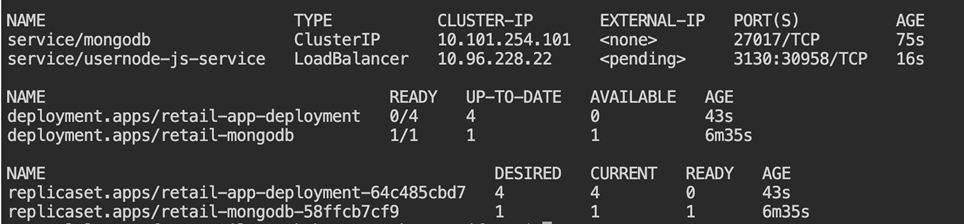 NAME TYPE CLUSTER-IP EXTERNAL-IP PORT(S) AGE
service/mongodb ClusterIP 10.101.254.101 <none> 27017/TCP 75s
service/usernode-js-service LoadBalancer 10.96.228.22 <pending> 3130:30958/TCP 16s
NAME READY UP-TO-DATE AVAILABLE AGE
deployment.apps/retail-app-deployment 0/4 4 0 43s
deployment.apps/retail-mongodb 1/1 1 1 6m35s
NAME DESIRED CURRENT READY AGE
replicaset.apps/retail-app-deployment-64c485cbd7 4 4 0 43s
replicaset.apps/retail-mongodb-58ffcb7cf9 1 1 1 6m35s